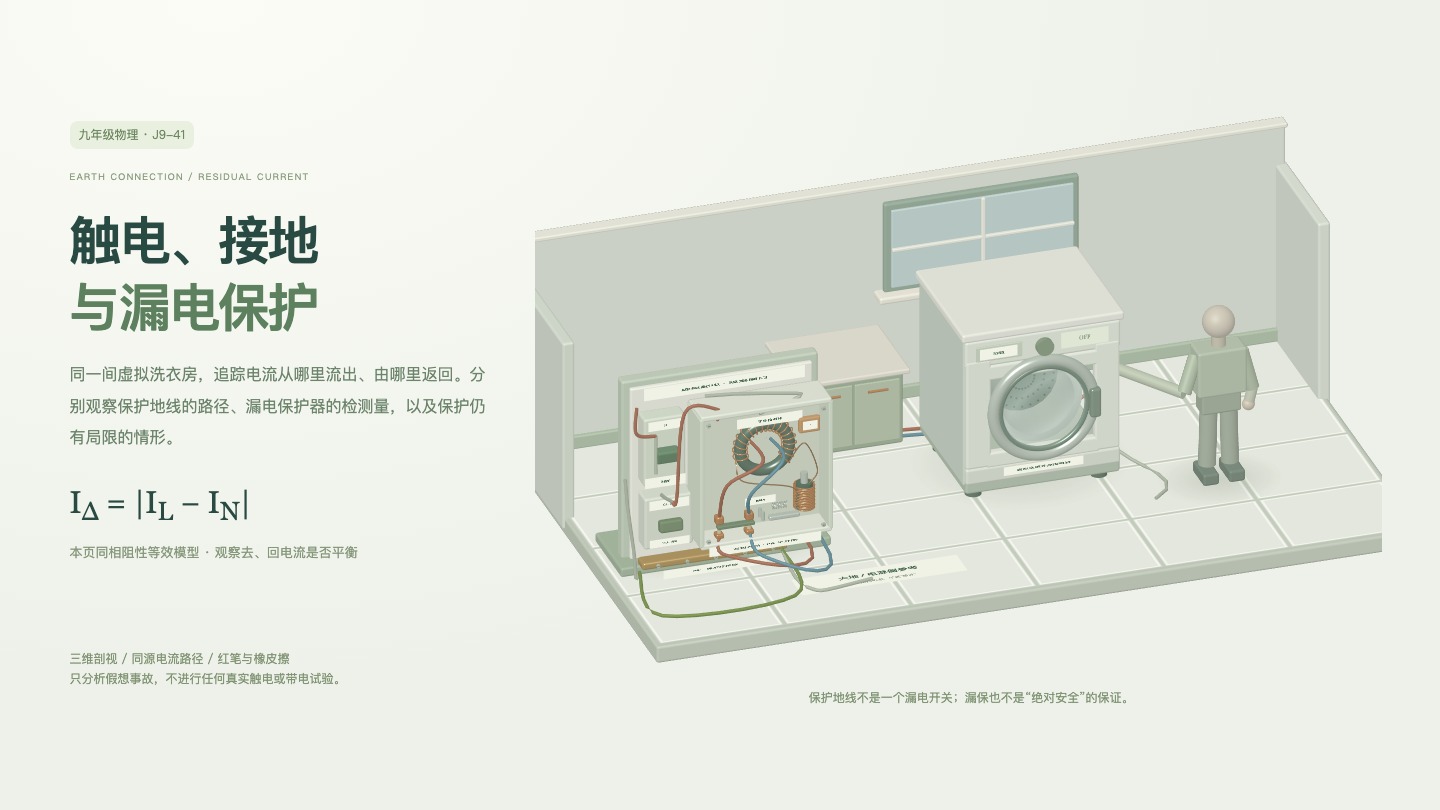 九年级物理 · J9–41
EARTH CONNECTION / RESIDUAL CURRENT
触电、接地
与漏电保护
同一间虚拟洗衣房，追踪电流从哪里流出、由哪里返回。分
别观察保护地线的路径、漏电保护器的检测量，以及保护仍
有局限的情形。
I_Δ = |I_L − I_N|
本页同相阻性等效模型 · 观察去、回电流是否平衡
三维剖视 / 同源电流路径 / 红笔与橡皮擦
只分析假想事故，不进行任何真实触电或带电试验。
OFF
保护地线不是一个漏电开关；漏保也不是“绝对安全”的保证。